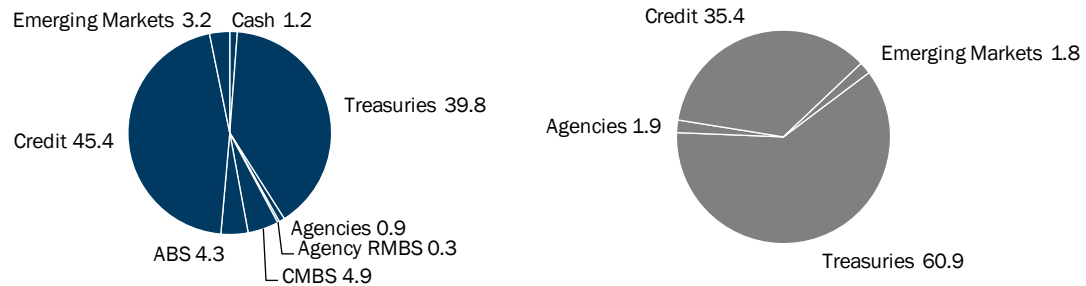 Emerging Markets 3.2
Cash 1.2
Treasuries 39.8
Credit 45.4
Agencies 0.9
Agency RMBS 0.3
ABS 4.3
CMBS 4.9
Credit 35.4
Emerging Markets 1.8
Agencies 1.9
Treasuries 60.9